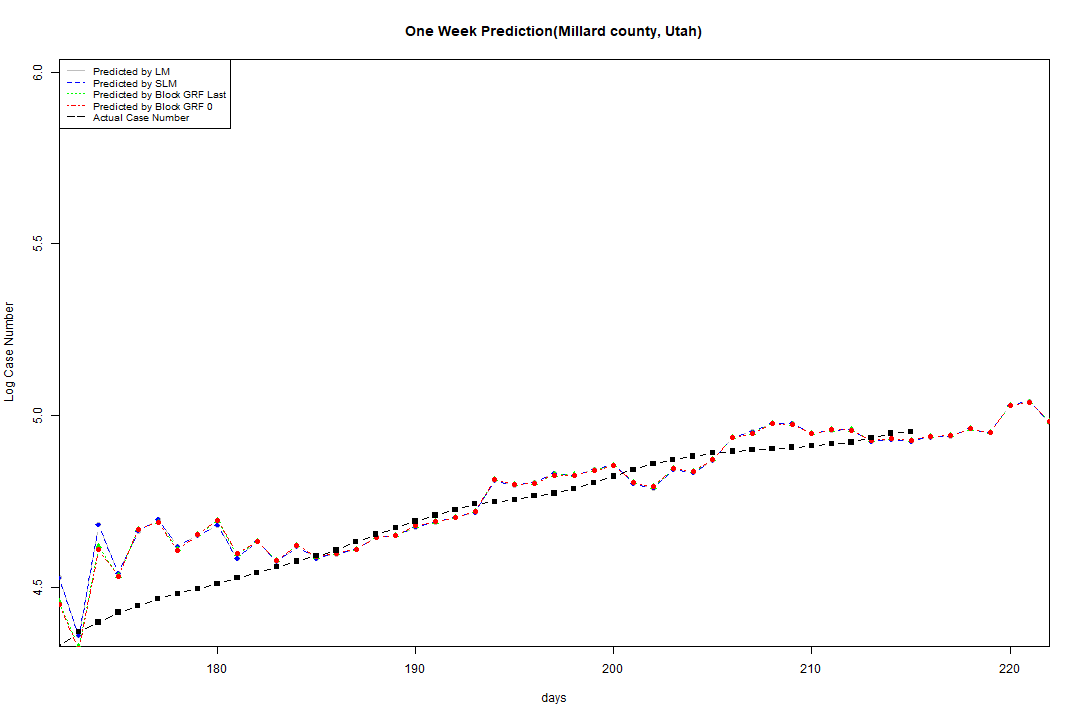 One Week Prediction(Millard county, Utah)
Predicted by LM
Predicted by SLM
Predicted by Block GRF Last
Predicted by Block GRF 0
Actual Case Number
6.0
5.5
5.0
4.5
Log Case Number
180 190 200 210 220
days